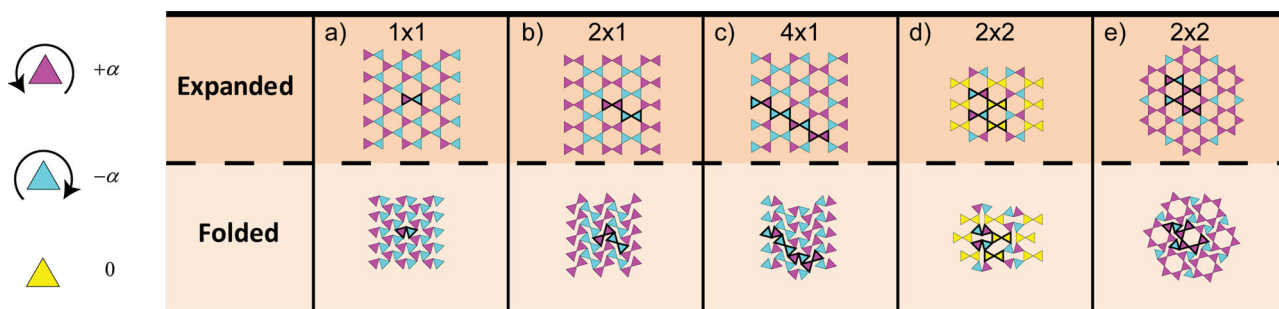 +α
−α
0
a) 1x1
b) 2x1
c) 4x1
d) 2x2
e) 2x2
Expanded
Folded